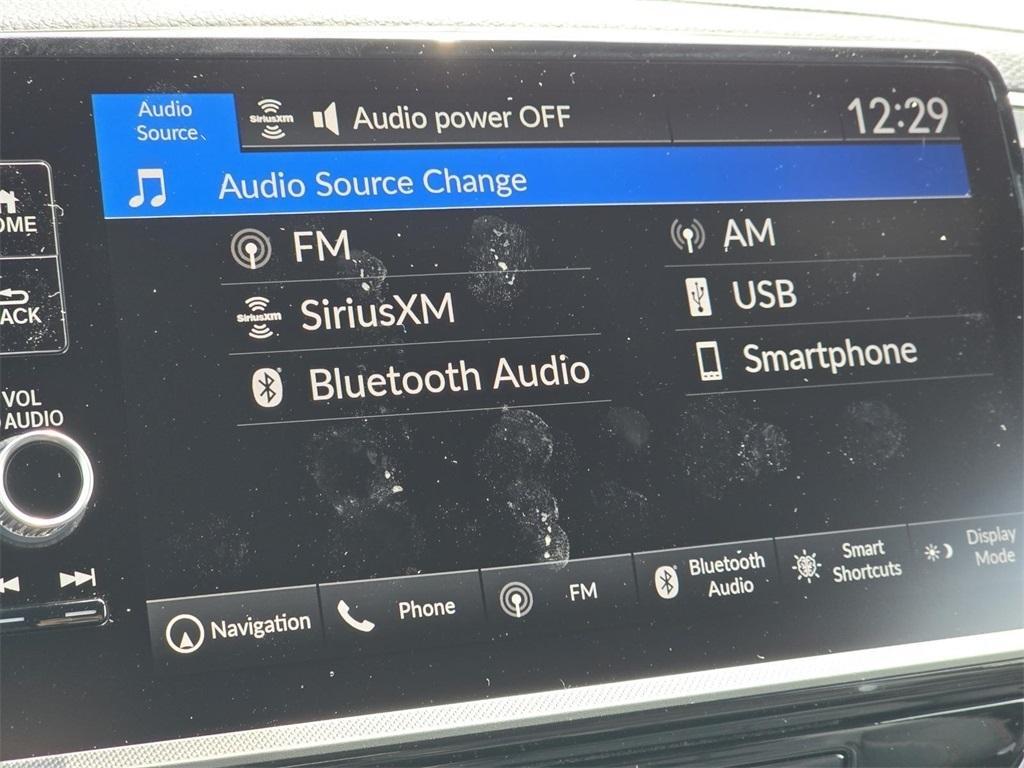 Audio
Source
SiriusXM
Audio power OFF
12:29
Audio Source Change
FM
AM
SiriusXM
SiriusXM
USB
Bluetooth Audio
Smartphone
OME
ACK
VOL
AUDIO
Navigation
Phone
FM
Bluetooth
Audio
Smart
Shortcuts
Display
Mode